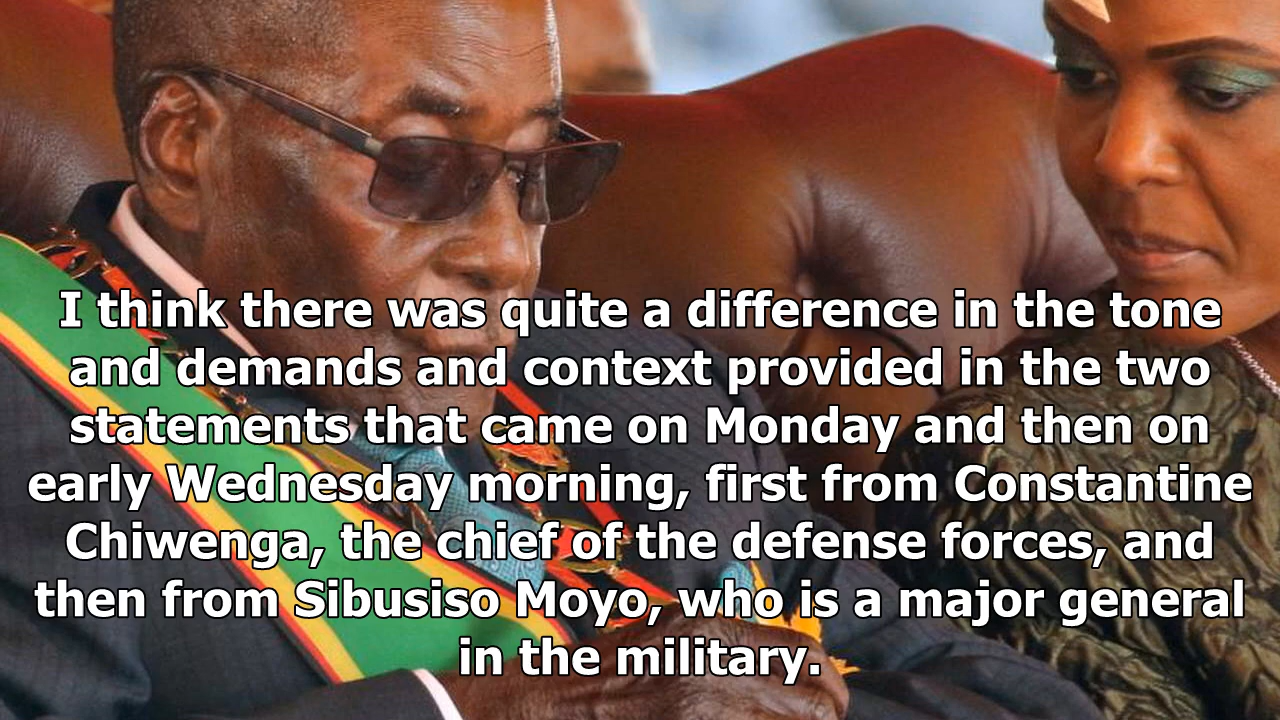 I think there was quite a difference in the tone
and demands and context provided in the two
statements that came on Monday and then on
early Wednesday morning, first from Constantine
Chiwenga, the chief of the defense forces, and
then from Sibusiso Moyo, who is a major general
in the military.